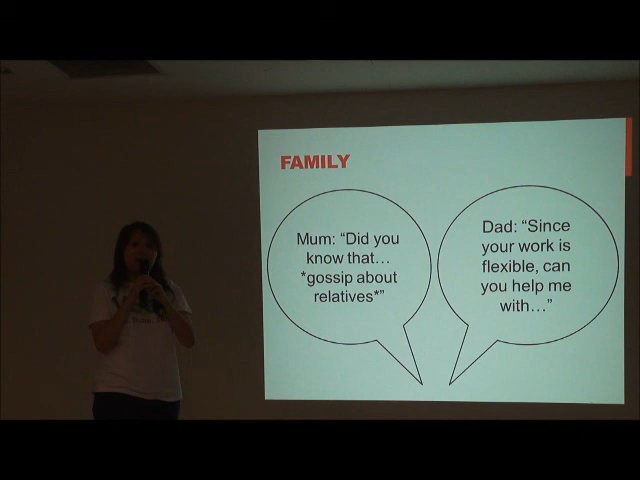 FAMILY
Mum: “Did you
know that…
*gossip about
relatives*”
Dad: “Since
your work is
flexible, can
you help me
with…”